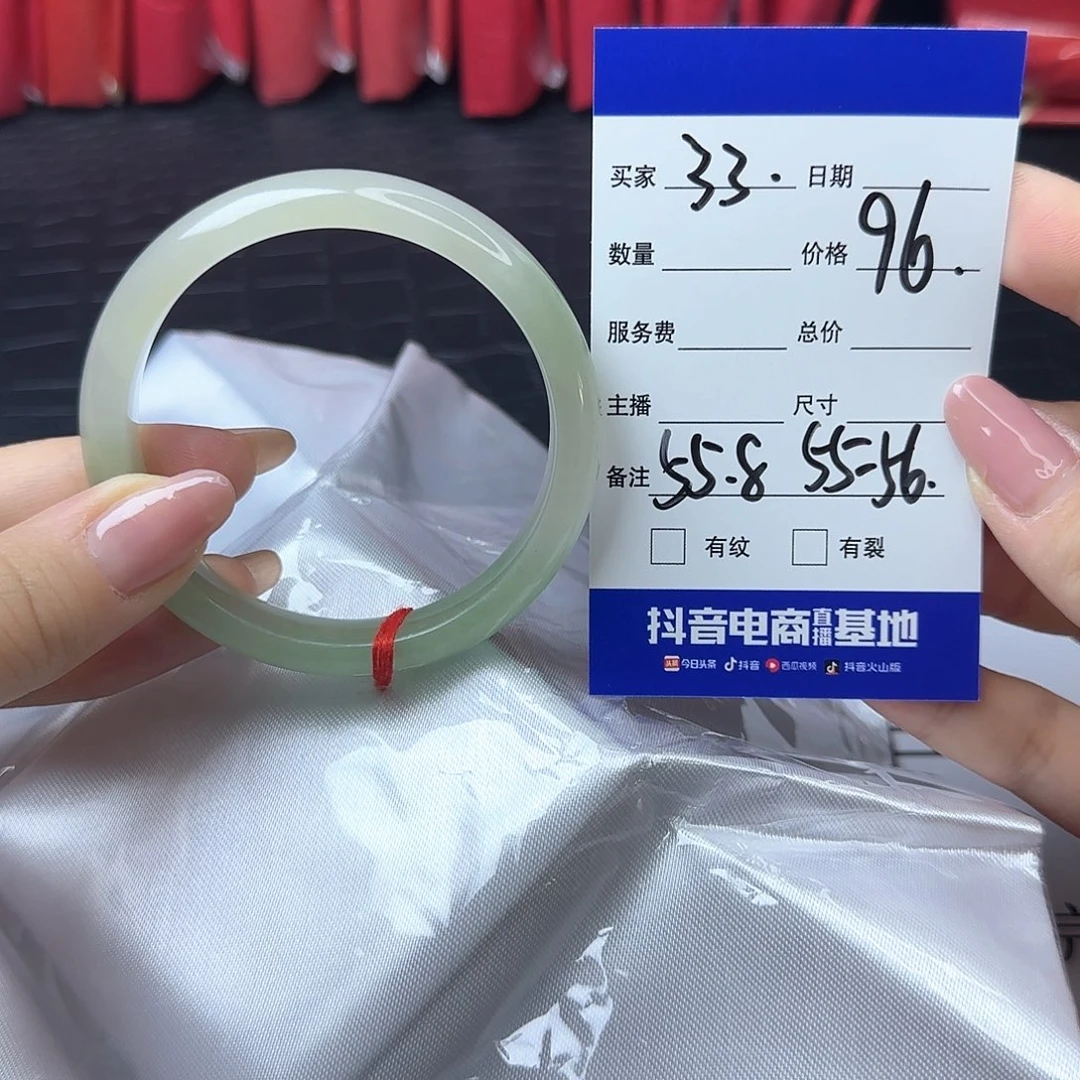 买家 33. 日期
数量 价格 96.
服务费 总价
主播 尺寸
备注 55.8 55-56.
有纹 有裂
抖音电商直播基地
头条 今日头条 抖音 西瓜视频 抖音火山版